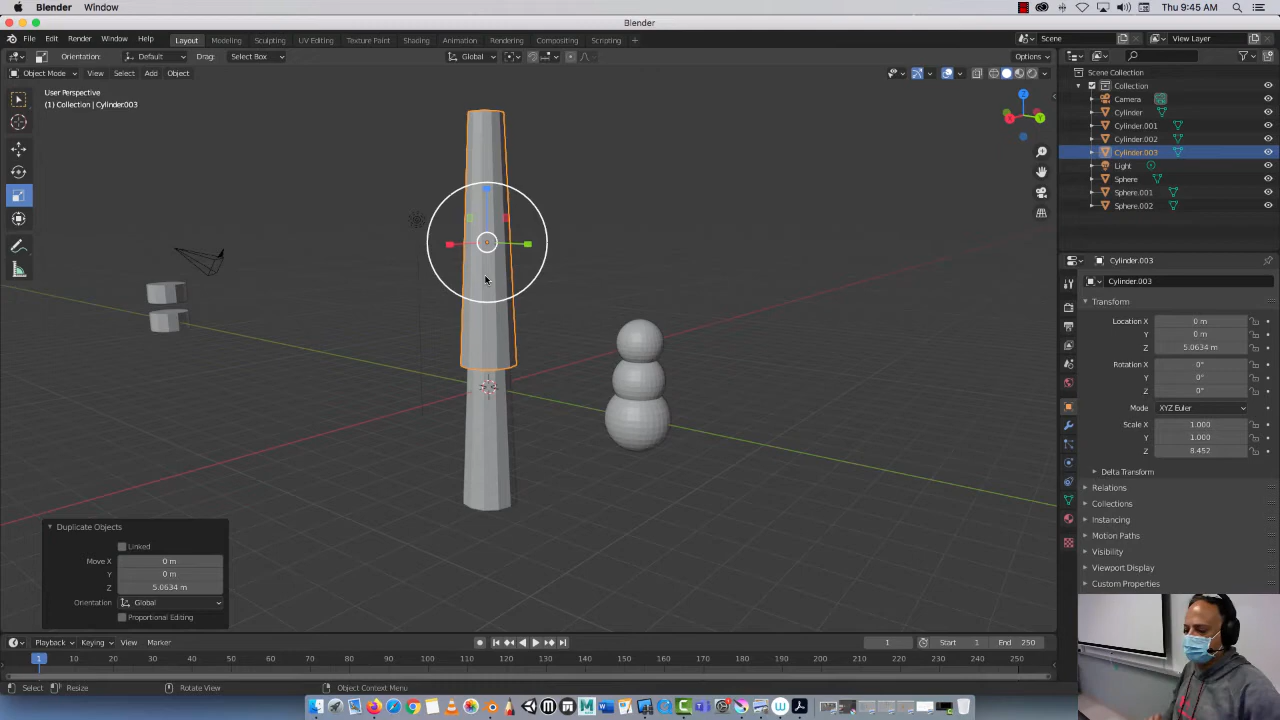 Blender Window
Thu 9:45 AM
Blender
File Edit Render Window Help
Layout Modeling Sculpting UV Editing Texture Paint Shading Animation Rendering Compositing Scripting +
Scene
View Layer
Orientation: Default Drag: Select Box
Global
Options
Object Mode View Select Add Object
User Perspective
(1) Collection | Cylinder.003
Z
Y
X
Scene Collection
Collection
Camera
Cylinder
Cylinder.001
Cylinder.002
Cylinder.003
Light
Sphere
Sphere.001
Sphere.002
Cylinder.003
Cylinder.003
Transform
Location X 0 m
Y 0 m
Z 5.0634 m
Rotation X 0°
Y 0°
Z 0°
Mode XYZ Euler
Scale X 1.000
Y 1.000
Z 8.452
Delta Transform
Relations
Collections
Instancing
Motion Paths
Visibility
Viewport Display
Custom Properties
Duplicate Objects
Linked
Move X 0 m
Y 0 m
Z 5.0634 m
Orientation Global
Proportional Editing
Playback Keying View Marker
1
Start 1
End 250
1 10 20 30 40 50 60 70 80 90 100 110 120 130 140 150 160 170 180 190 200 210 220 230 240 250
Select Resize Rotate View Object Context Menu